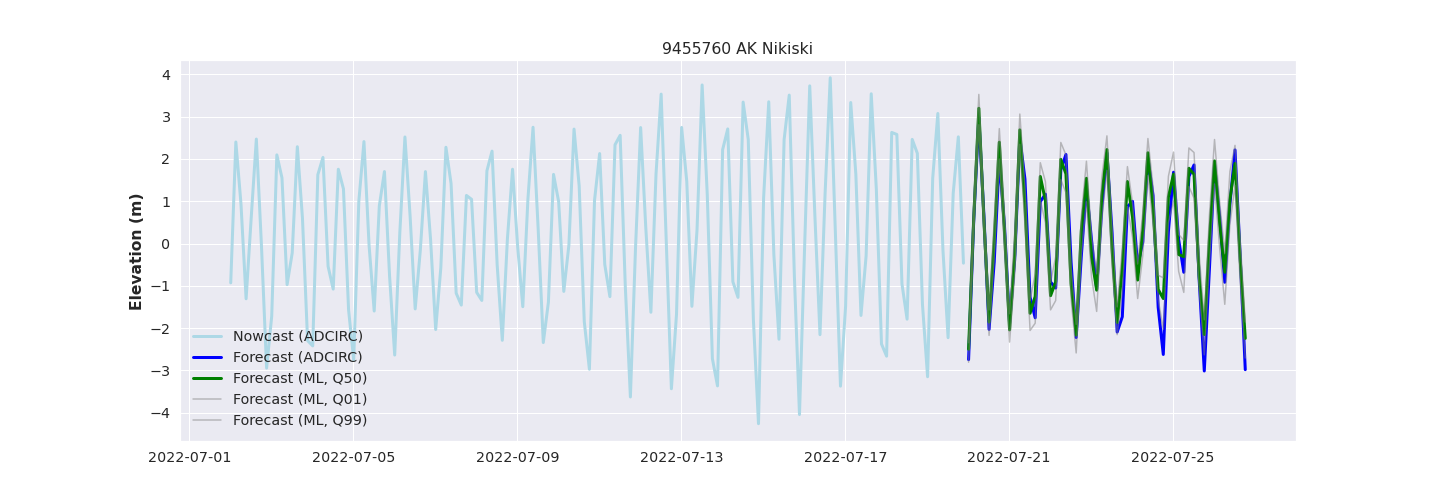 9455760 AK Nikiski
Elevation (m)
4
3
2
1
0
−1
−2
−3
−4
Nowcast (ADCIRC)
Forecast (ADCIRC)
Forecast (ML, Q50)
Forecast (ML, Q01)
Forecast (ML, Q99)
2022-07-01 2022-07-05 2022-07-09 2022-07-13 2022-07-17 2022-07-21 2022-07-25